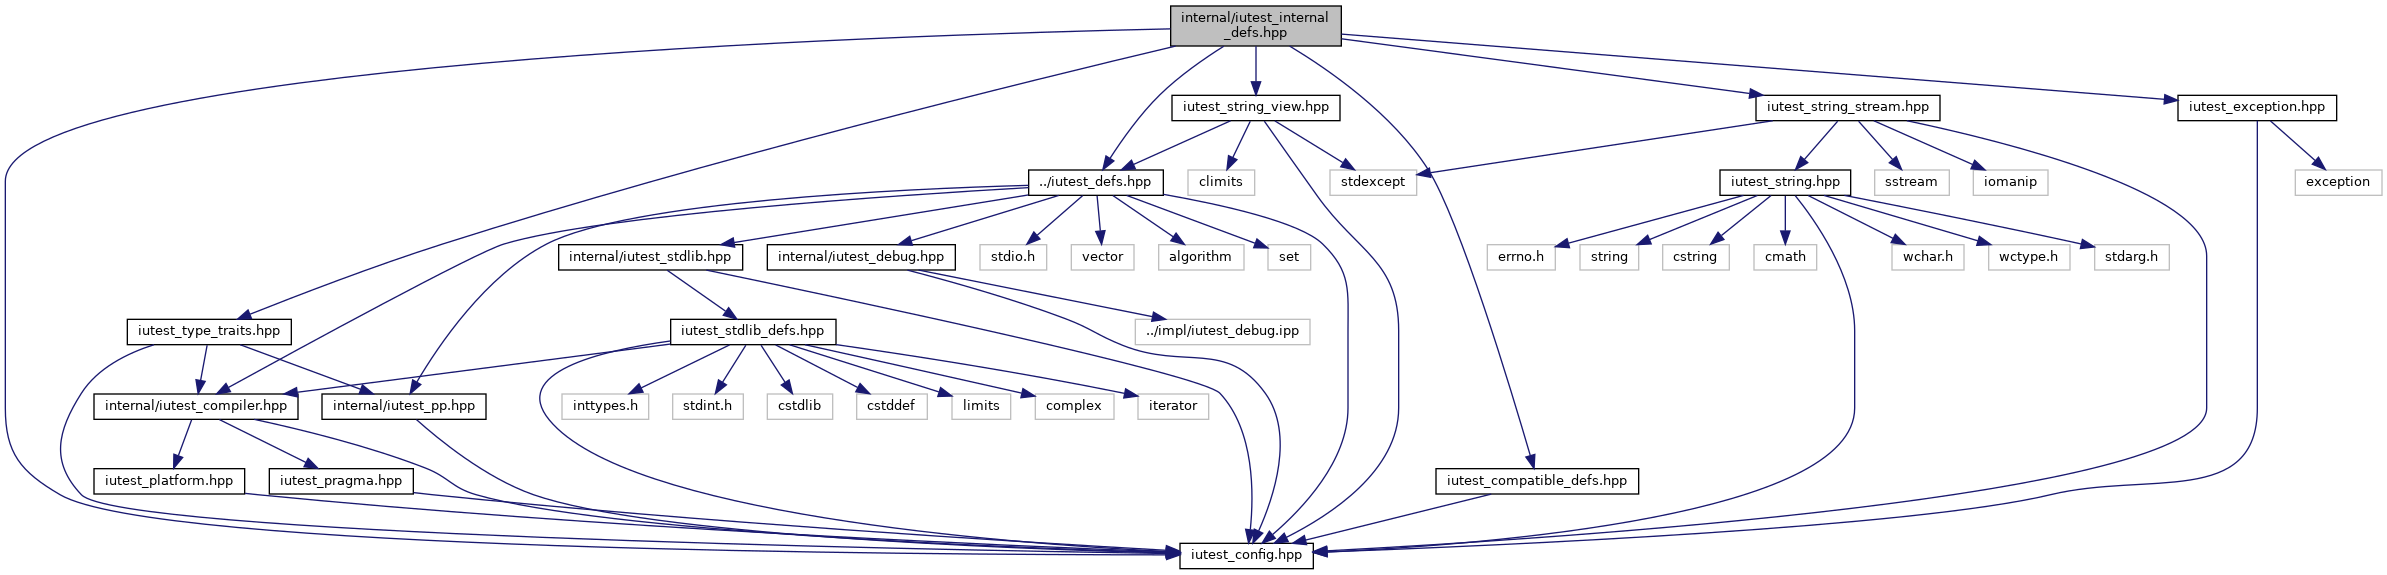 internal/iutest_internal
_defs.hpp
iutest_string_view.hpp
iutest_string_stream.hpp
iutest_exception.hpp
../iutest_defs.hpp
climits
stdexcept
iutest_string.hpp
sstream
iomanip
exception
internal/iutest_stdlib.hpp
internal/iutest_debug.hpp
stdio.h
vector
algorithm
set
errno.h
string
cstring
cmath
wchar.h
wctype.h
stdarg.h
iutest_type_traits.hpp
iutest_stdlib_defs.hpp
../impl/iutest_debug.ipp
internal/iutest_compiler.hpp
internal/iutest_pp.hpp
inttypes.h
stdint.h
cstdlib
cstddef
limits
complex
iterator
iutest_platform.hpp
iutest_pragma.hpp
iutest_compatible_defs.hpp
iutest_config.hpp